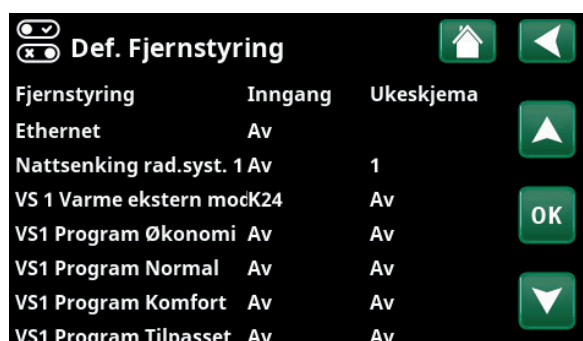 Def. Fjernstyring
Fjernstyring Inngang Ukeskjema
Ethernet Av
Nattsenking rad.syst. 1 Av 1
VS 1 Varme ekstern mod K24 Av
OK
VS1 Program Økonomi Av Av
VS1 Program Normal Av Av
VS1 Program Komfort Av Av
VS1 Program Tilpasset Av Av